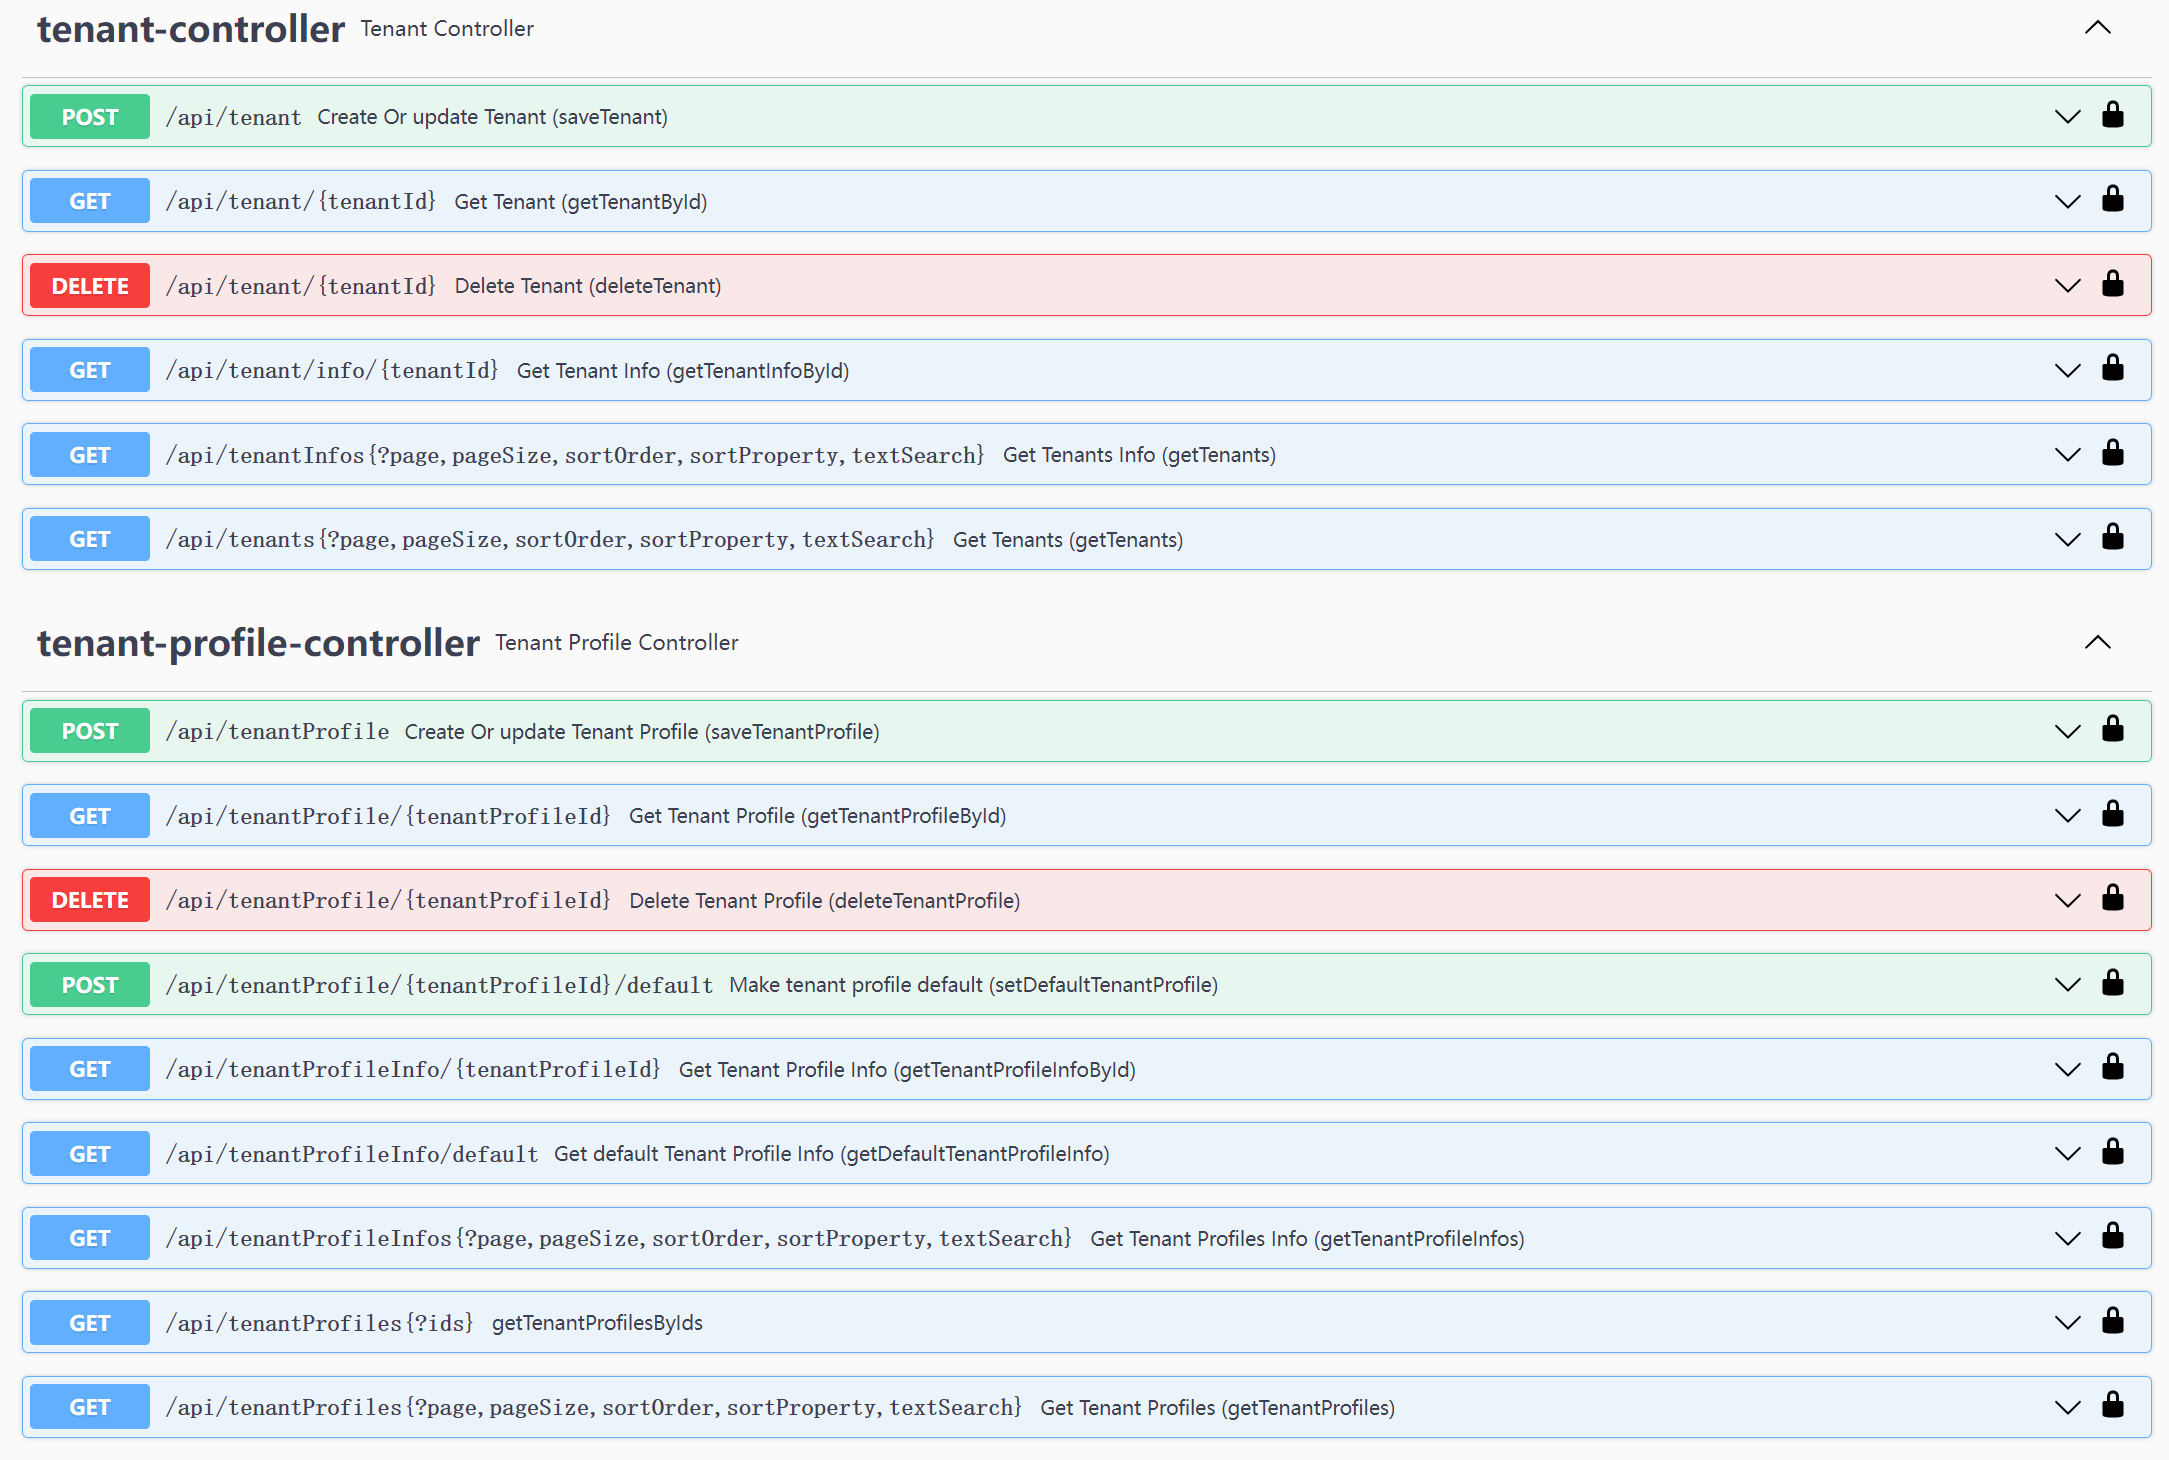 tenant-controller Tenant Controller
POST /api/tenant Create Or update Tenant (saveTenant)
GET /api/tenant/{tenantId} Get Tenant (getTenantById)
DELETE /api/tenant/{tenantId} Delete Tenant (deleteTenant)
GET /api/tenant/info/{tenantId} Get Tenant Info (getTenantInfoById)
GET /api/tenantInfos{?page,pageSize,sortOrder,sortProperty,textSearch} Get Tenants Info (getTenants)
GET /api/tenants{?page,pageSize,sortOrder,sortProperty,textSearch} Get Tenants (getTenants)
tenant-profile-controller Tenant Profile Controller
POST /api/tenantProfile Create Or update Tenant Profile (saveTenantProfile)
GET /api/tenantProfile/{tenantProfileId} Get Tenant Profile (getTenantProfileById)
DELETE /api/tenantProfile/{tenantProfileId} Delete Tenant Profile (deleteTenantProfile)
POST /api/tenantProfile/{tenantProfileId}/default Make tenant profile default (setDefaultTenantProfile)
GET /api/tenantProfileInfo/{tenantProfileId} Get Tenant Profile Info (getTenantProfileInfoById)
GET /api/tenantProfileInfo/default Get default Tenant Profile Info (getDefaultTenantProfileInfo)
GET /api/tenantProfileInfos{?page,pageSize,sortOrder,sortProperty,textSearch} Get Tenant Profiles Info (getTenantProfileInfos)
GET /api/tenantProfiles{?ids} getTenantProfilesByIds
GET /api/tenantProfiles{?page,pageSize,sortOrder,sortProperty,textSearch} Get Tenant Profiles (getTenantProfiles)